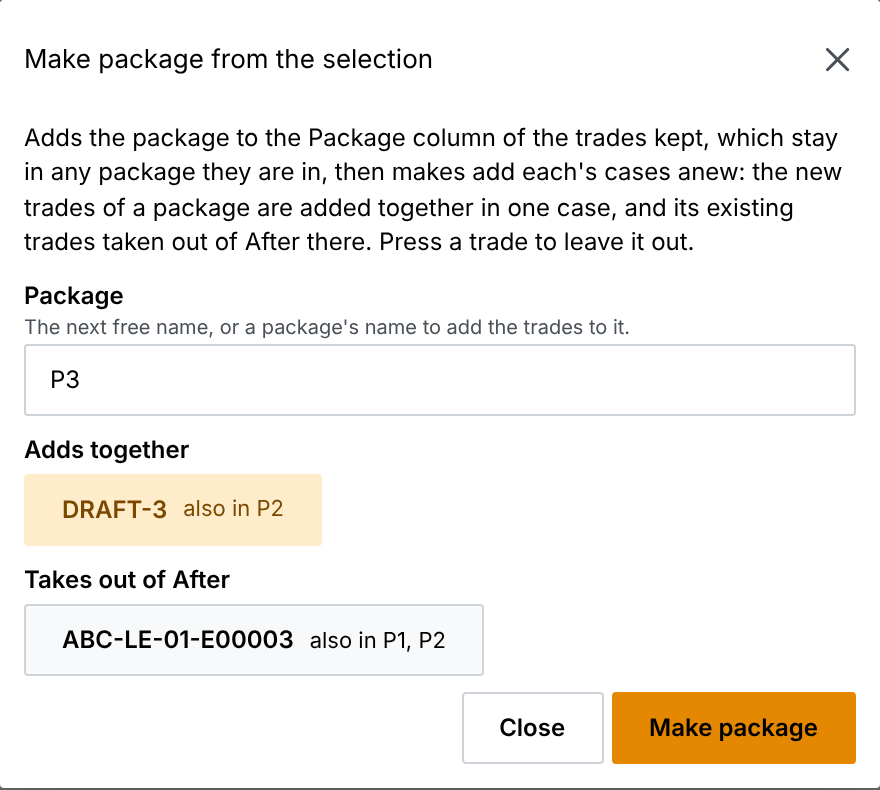 Make package from the selection
Adds the package to the Package column of the trades kept, which stay
in any package they are in, then makes add each's cases anew: the new
trades of a package are added together in one case, and its existing
trades taken out of After there. Press a trade to leave it out.
Package
The next free name, or a package's name to add the trades to it.
P3
Adds together
DRAFT-3 also in P2
Takes out of After
ABC-LE-01-E00003 also in P1, P2
Close Make package